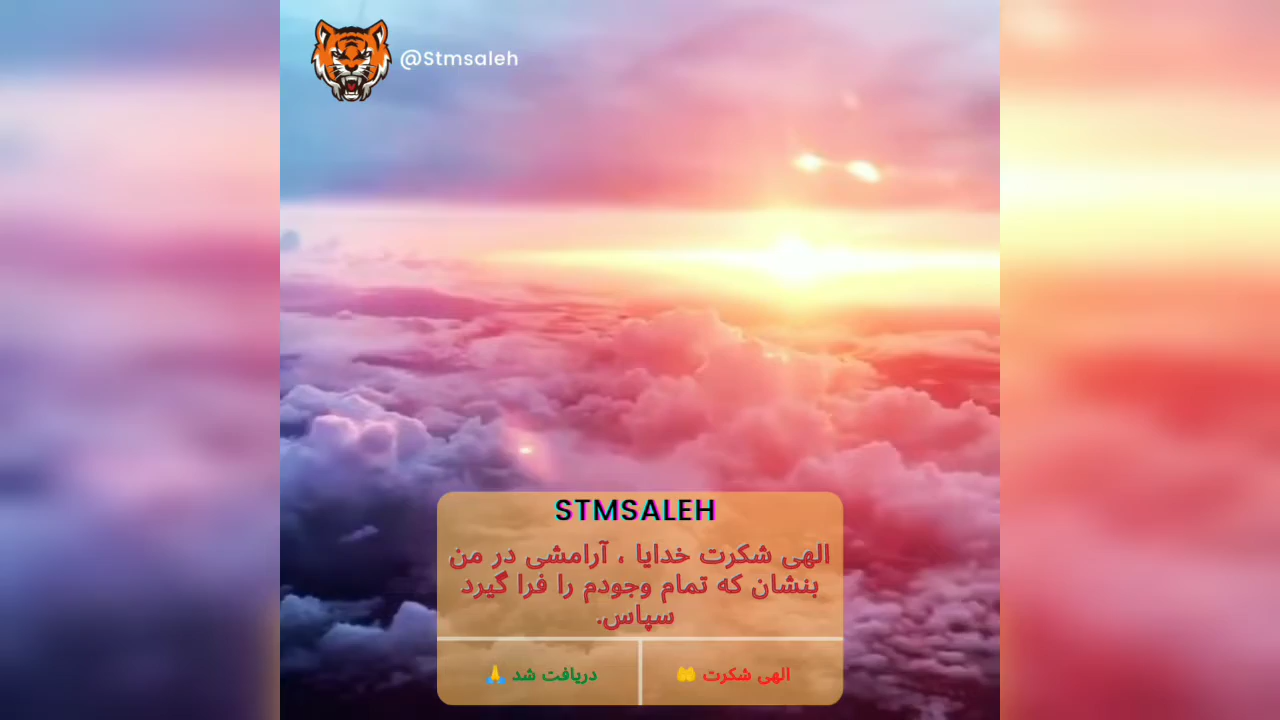 @Stmsaleh
STMSALEH
الهی شکرت خدایا ، آرامشی در من
بنشان که تمام وجودم را فرا گیرد
سپاس.
الهی شکرت 🤲
دریافت شد 🙏